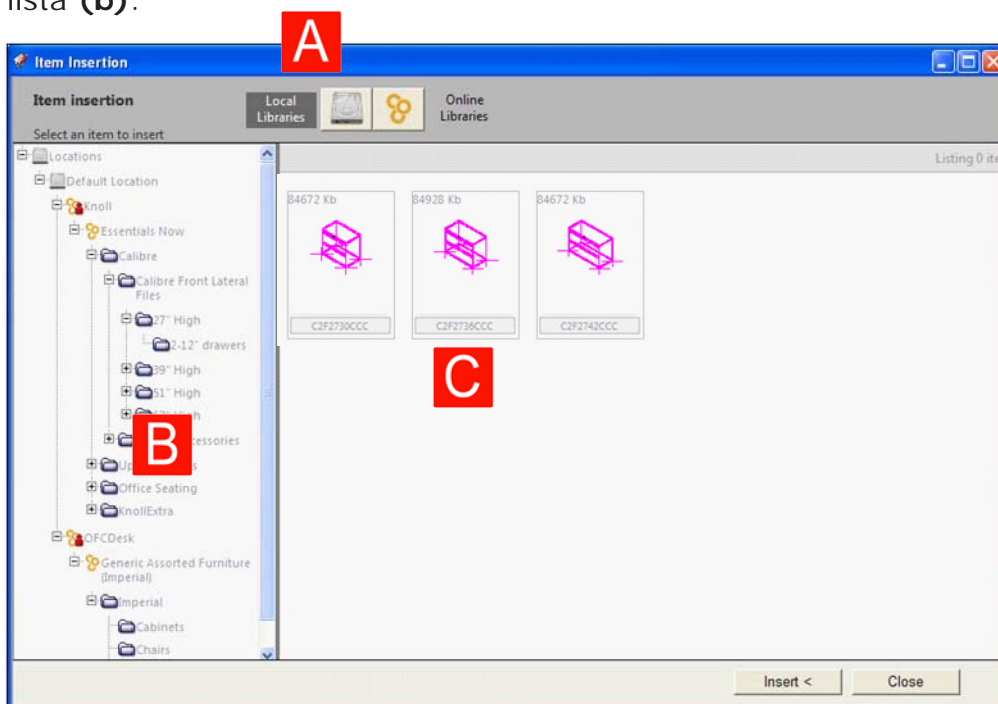 lista (b).
A
Item Insertion
Item insertion
Local
Libraries
Online
Libraries
Select an item to insert
Locations
Listing 0
Default Location
Knoll
84672 Kb
84928 Kb
84672 Kb
Essentials Now
Calibre
Calibre Front Lateral
Files
27" High
C2F2730CCC
C2F2736CCC
C2F2742CCC
2-12" drawers
39" High
C
51" High
B
Office Seating
KnollExtra
OFCDesk
Generic Assorted Furniture
(Imperial)
Imperial
Cabinets
Chairs
Insert <
Close